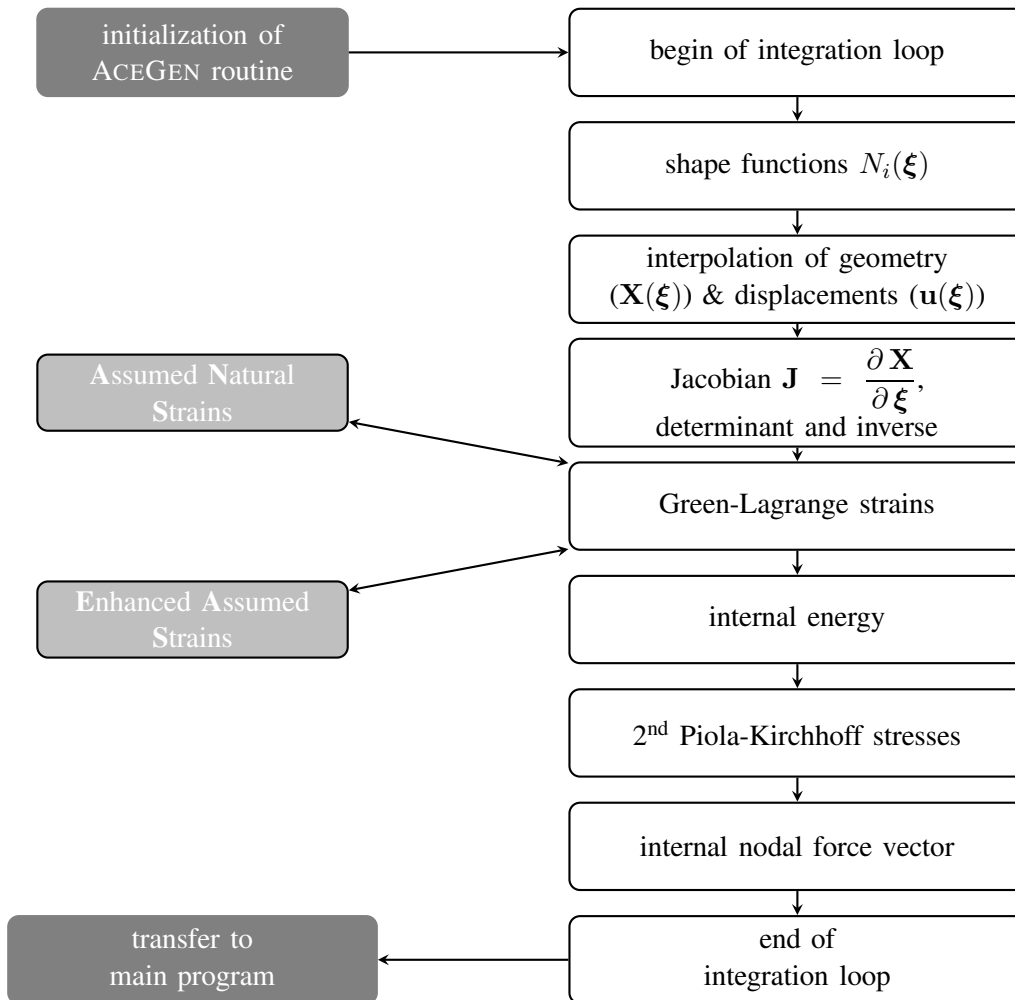 initialization of
ACEGEN routine
begin of integration loop
shape functions Nᵢ(ξ)
interpolation of geometry
(X(ξ)) & displacements (u(ξ))
Assumed Natural
Strains
Jacobian J = ∂ X / ∂ ξ,
determinant and inverse
Green-Lagrange strains
Enhanced Assumed
Strains
internal energy
2nd Piola-Kirchhoff stresses
internal nodal force vector
transfer to
main program
end of
integration loop